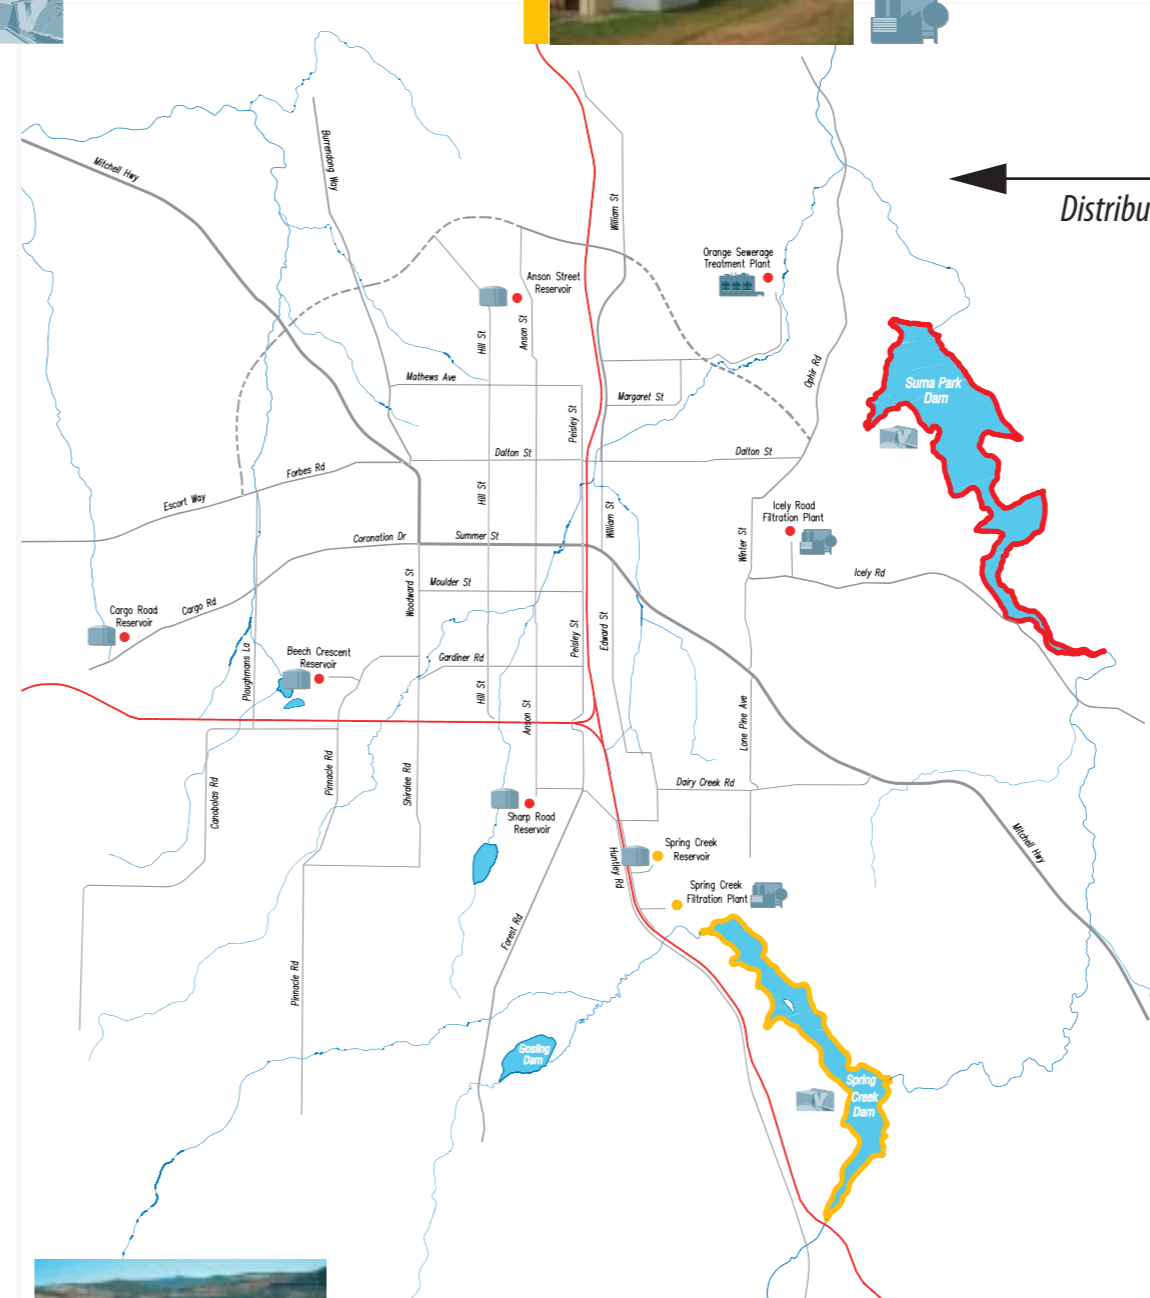 Mitchell Hwy
Burrendong Way
William St
Distribu
Orange Sewerage
Treatment Plant
Anson Street
Reservoir
Hill St
Anson St
Ophir Rd
Mathews Ave
Margaret St
Peisley St
Suma Park
Dam
Dalton St
Dalton St
Forbes Rd
Escort Way
Hill St
William St
Icely Road
Filtration Plant
Winter St
Coronation Dr
Summer St
Icely Rd
Moulder St
Woodward St
Cargo Road
Reservoir
Cargo Rd
Edward St
Peisley St
Beech Crescent
Reservoir
Gardiner Rd
Ploughmans La
Hill St
Anson St
Lone Pine Ave
Pinnacle Rd
Shiralee Rd
Canobolas Rd
Dairy Creek Rd
Sharp Road
Reservoir
Mitchell Hwy
Spring Creek
Reservoir
Huntley Rd
Spring Creek
Filtration Plant
Forest Rd
Pinnacle Rd
Gosling
Dam
Spring
Creek
Dam